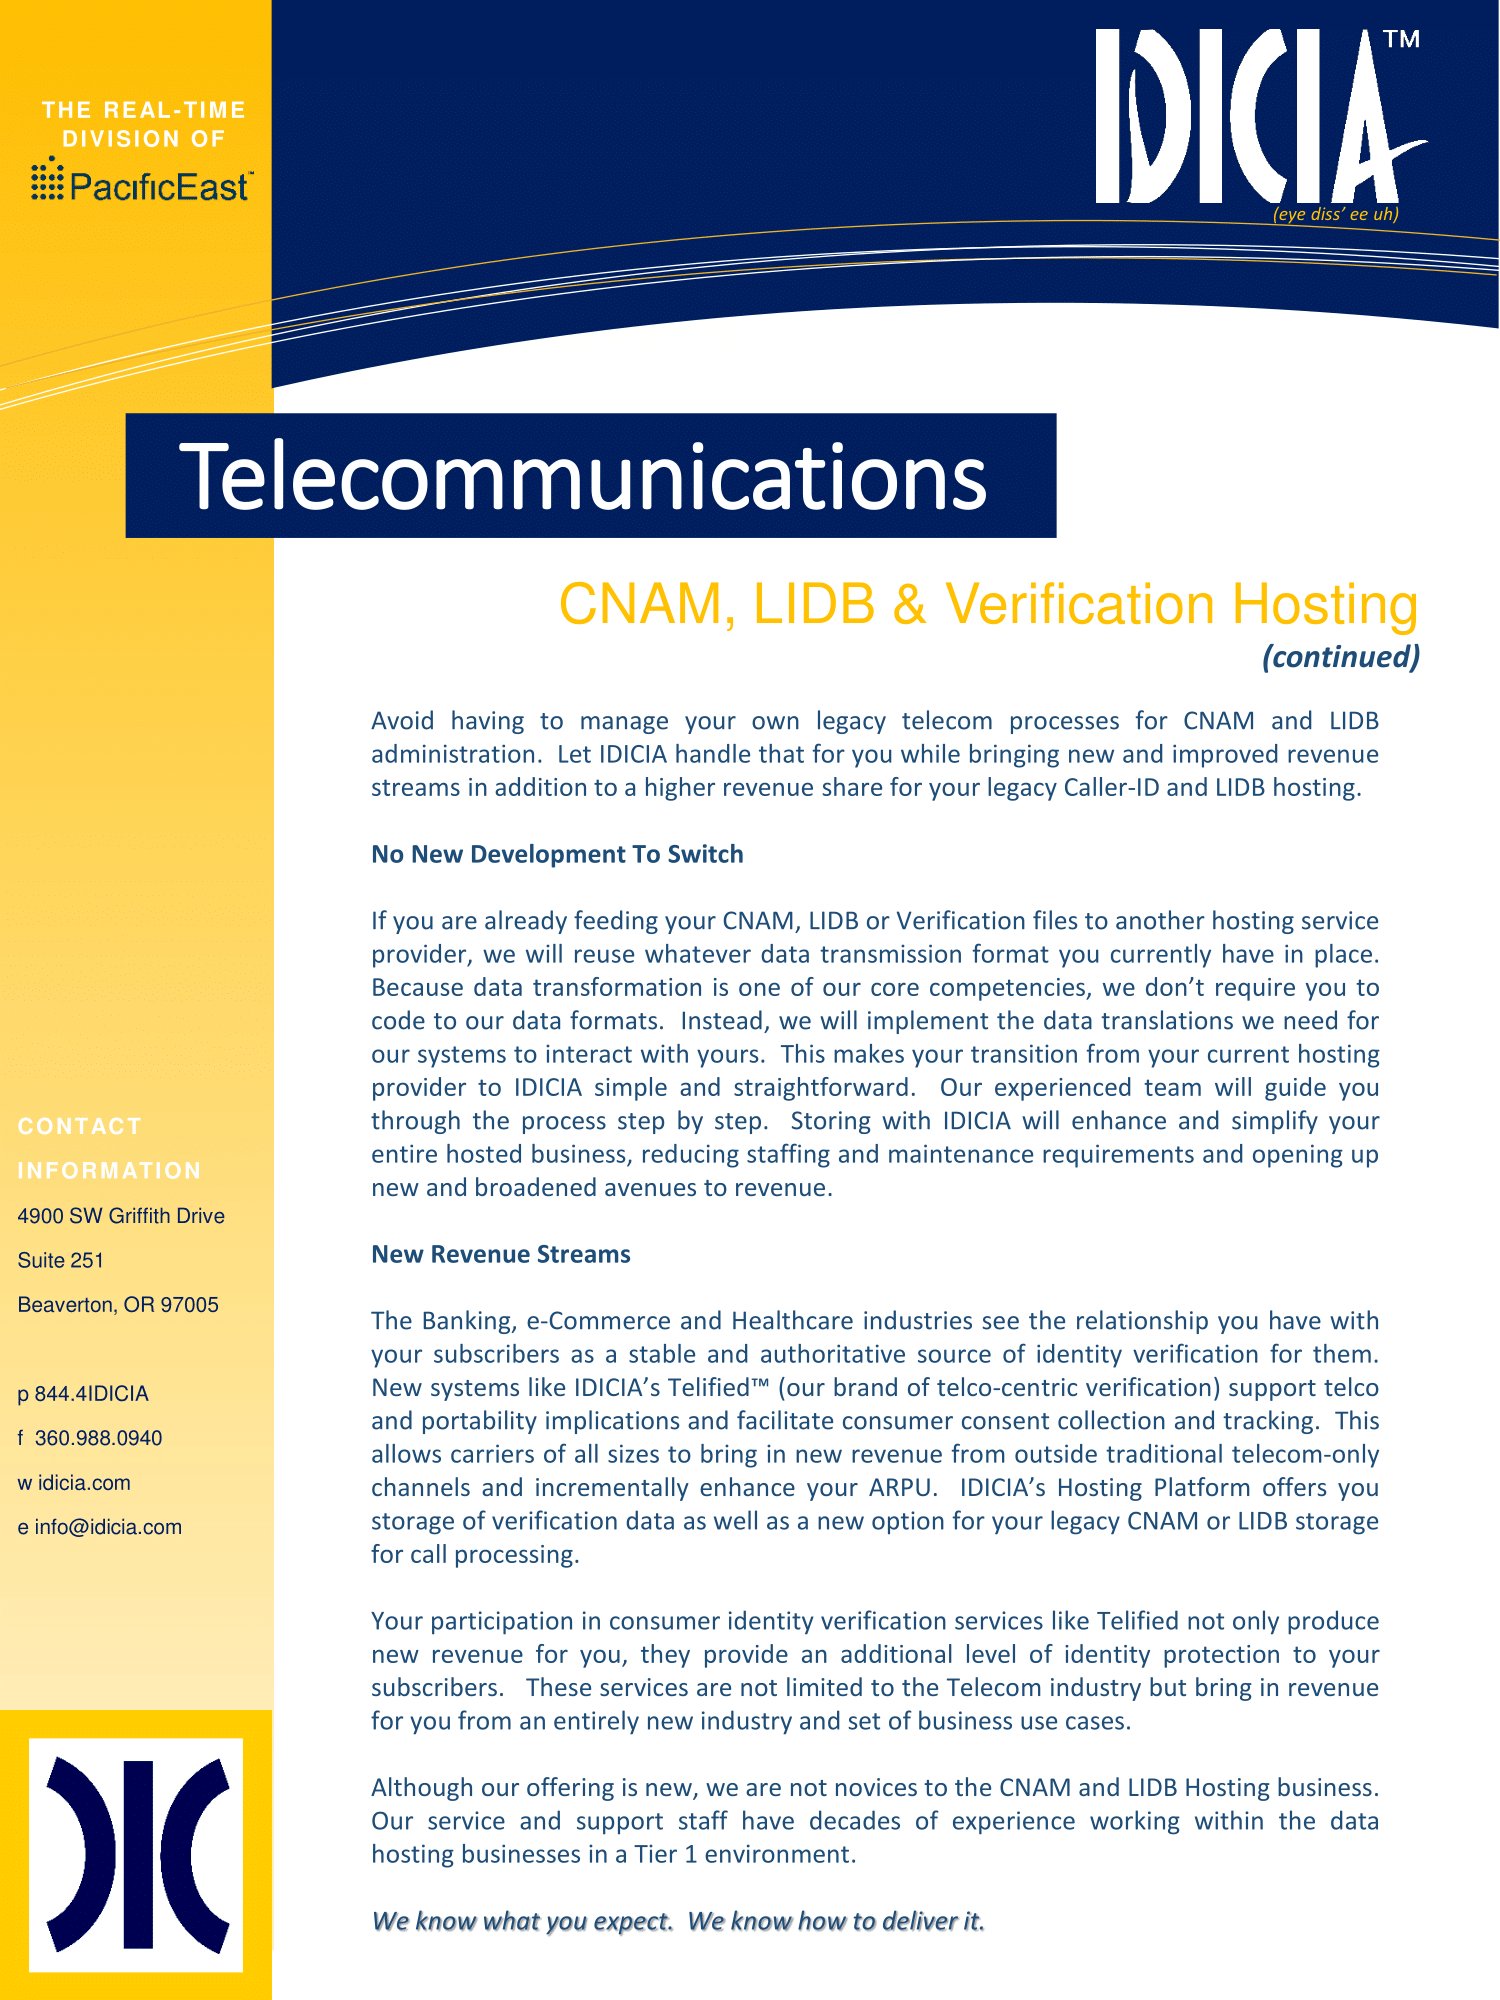 THE REAL-TIME
DIVISION OF
PacificEast™
IDICIA™
(eye diss’ ee uh)
Telecommunications
CNAM, LIDB & Verification Hosting
(continued)
Avoid having to manage your own legacy telecom processes for CNAM and LIDB
administration. Let IDICIA handle that for you while bringing new and improved revenue
streams in addition to a higher revenue share for your legacy Caller-ID and LIDB hosting.
No New Development To Switch
If you are already feeding your CNAM, LIDB or Verification files to another hosting service
provider, we will reuse whatever data transmission format you currently have in place.
Because data transformation is one of our core competencies, we don’t require you to
code to our data formats. Instead, we will implement the data translations we need for
our systems to interact with yours. This makes your transition from your current hosting
provider to IDICIA simple and straightforward. Our experienced team will guide you
through the process step by step. Storing with IDICIA will enhance and simplify your
entire hosted business, reducing staffing and maintenance requirements and opening up
new and broadened avenues to revenue.
New Revenue Streams
The Banking, e-Commerce and Healthcare industries see the relationship you have with
your subscribers as a stable and authoritative source of identity verification for them.
New systems like IDICIA’s Telified™ (our brand of telco-centric verification) support telco
and portability implications and facilitate consumer consent collection and tracking. This
allows carriers of all sizes to bring in new revenue from outside traditional telecom-only
channels and incrementally enhance your ARPU. IDICIA’s Hosting Platform offers you
storage of verification data as well as a new option for your legacy CNAM or LIDB storage
for call processing.
Your participation in consumer identity verification services like Telified not only produce
new revenue for you, they provide an additional level of identity protection to your
subscribers. These services are not limited to the Telecom industry but bring in revenue
for you from an entirely new industry and set of business use cases.
Although our offering is new, we are not novices to the CNAM and LIDB Hosting business.
Our service and support staff have decades of experience working within the data
hosting businesses in a Tier 1 environment.
We know what you expect. We know how to deliver it.
CONTACT
INFORMATION
4900 SW Griffith Drive
Suite 251
Beaverton, OR 97005
p 844.4IDICIA
f 360.988.0940
w idicia.com
e info@idicia.com